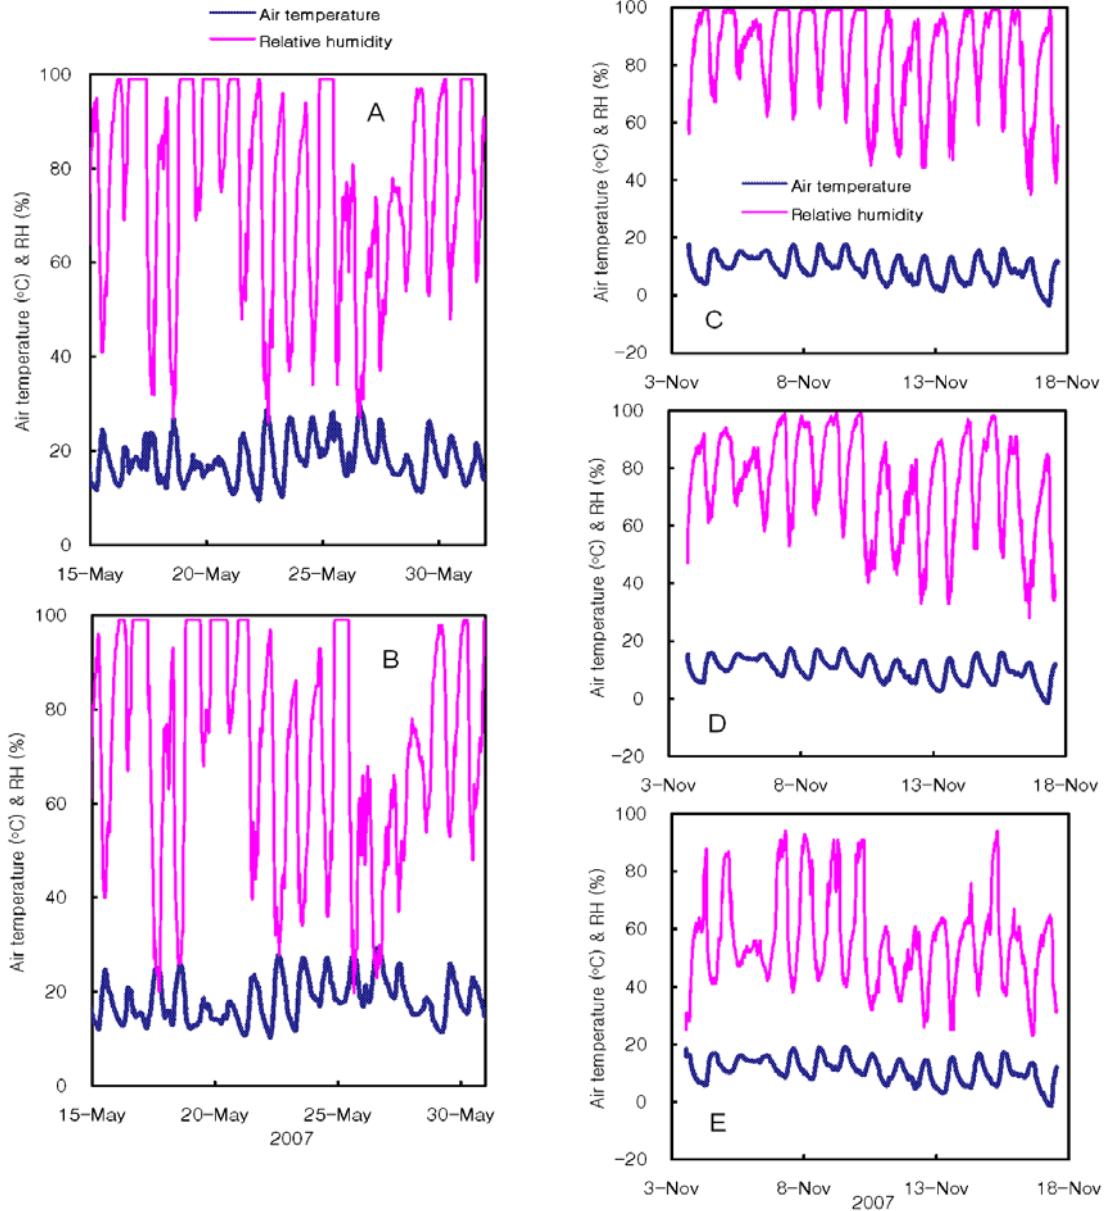 Air temperature
Relative humidity
100
80
60
40
20
0
Air temperature (°C) & RH (%)
A
15-May
20-May
25-May
30-May
100
80
60
40
20
0
Air temperature (°C) & RH (%)
B
15-May
20-May
25-May
30-May
2007
100
80
60
40
20
0
-20
Air temperature (°C) & RH (%)
Air temperature
Relative humidity
C
3-Nov
8-Nov
13-Nov
18-Nov
100
80
60
40
20
0
-20
Air temperature (°C) & RH (%)
D
3-Nov
8-Nov
13-Nov
18-Nov
100
80
60
40
20
0
-20
Air temperature (°C) & RH (%)
E
3-Nov
8-Nov
13-Nov
18-Nov
2007